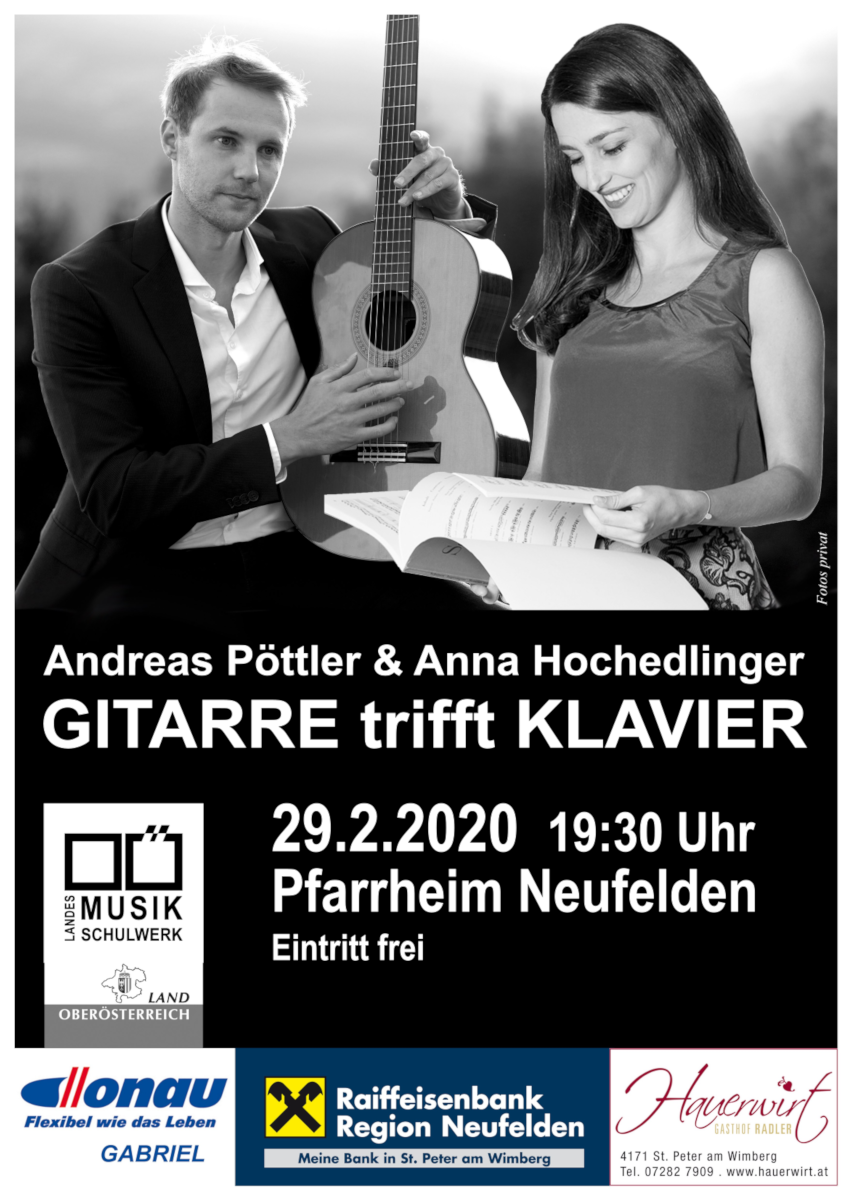 Fotos privat
Andreas Pöttler & Anna Hochedlinger
GITARRE trifft KLAVIER
29.2.2020 19:30 Uhr
Pfarrheim Neufelden
Eintritt frei
OÖ
LANDES
MUSIK
SCHULWERK
LAND
OBERÖSTERREICH
donau
Flexibel wie das Leben
GABRIEL
Raiffeisenbank
Region Neufelden
Meine Bank in St. Peter am Wimberg
Hauerwirt
GASTHOF RADLER
4171 St. Peter am Wimberg
Tel. 07282 7909 . www.hauerwirt.at